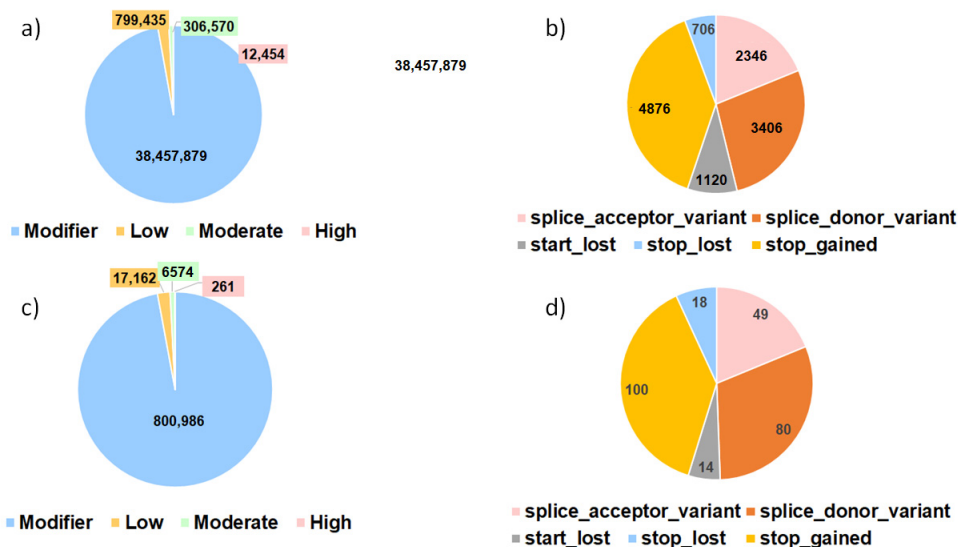 a)
799,435
306,570
12,454
38,457,879
Modifier Low Moderate High
38,457,879
b)
706
2346
4876
3406
1120
splice_acceptor_variant splice_donor_variant
start_lost stop_lost stop_gained
c)
17,162
6574
261
800,986
Modifier Low Moderate High
d)
18
49
100
80
14
splice_acceptor_variant splice_donor_variant
start_lost stop_lost stop_gained